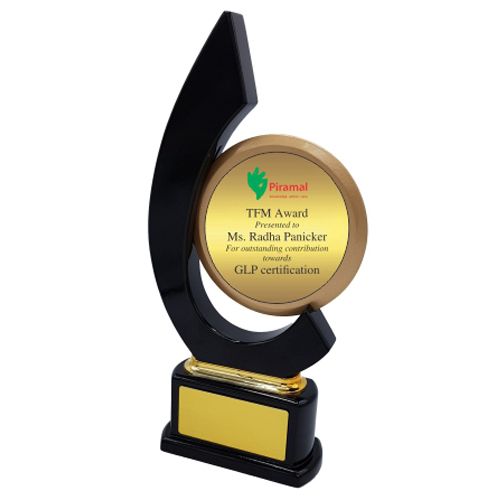 Piramal
TFM Award
Presented to
Ms. Radha Panicker
For outstanding contribution
towards
GLP certification